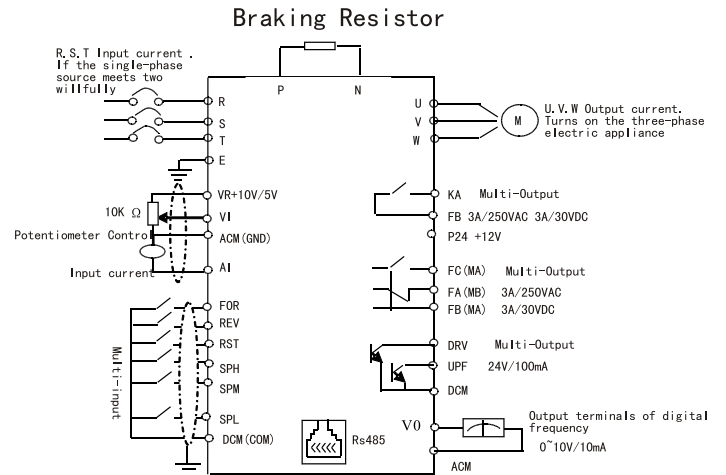 Braking Resistor
R.S.T Input current .
If the single-phase
source meets two
willfully
P
N
R
S
T
E
U
V
W
M
U.V.W Output current.
Turns on the three-phase
electric appliance
VR+10V/5V
10K Ω
VI
Potentiometer Control
ACM(GND)
Input current
AI
KA Multi-Output
FB 3A/250VAC 3A/30VDC
P24 +12V
FC(MA) Multi-Output
FA(MB) 3A/250VAC
FB(MA) 3A/30VDC
FOR
REV
RST
SPH
SPM
SPL
DCM(COM)
Multi-input
DRV Multi-Output
UPF 24V/100mA
DCM
Rs485
V0
Output terminals of digital
frequency
0~10V/10mA
ACM